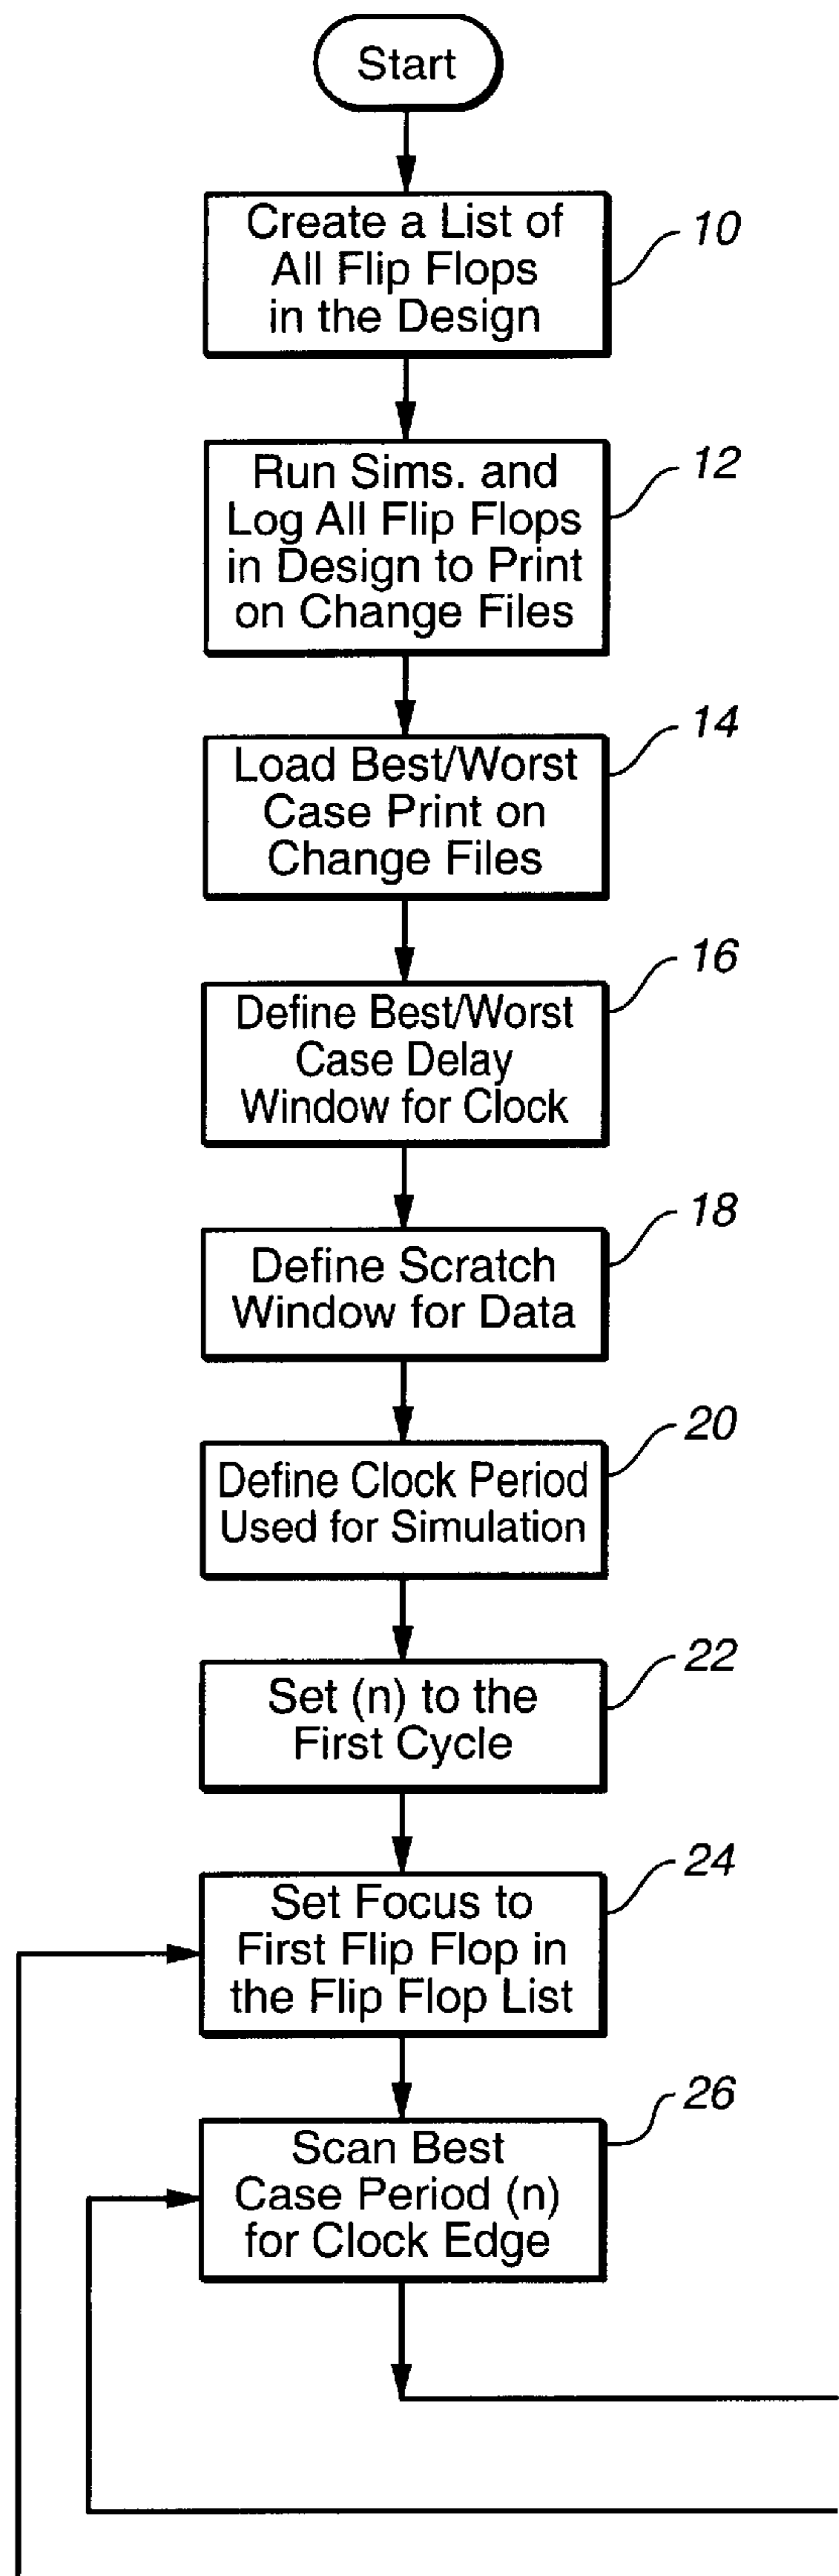 Start
Create a List of
All Flip Flops
in the Design
10
Run Sims. and
Log All Flip Flops
in Design to Print
on Change Files
12
Load Best/Worst
Case Print on
Change Files
14
Define Best/Worst
Case Delay
Window for Clock
16
Define Scratch
Window for Data
18
Define Clock Period
Used for Simulation
20
Set (n) to the
First Cycle
22
Set Focus to
First Flip Flop in
the Flip Flop List
24
Scan Best
Case Period (n)
for Clock Edge
26